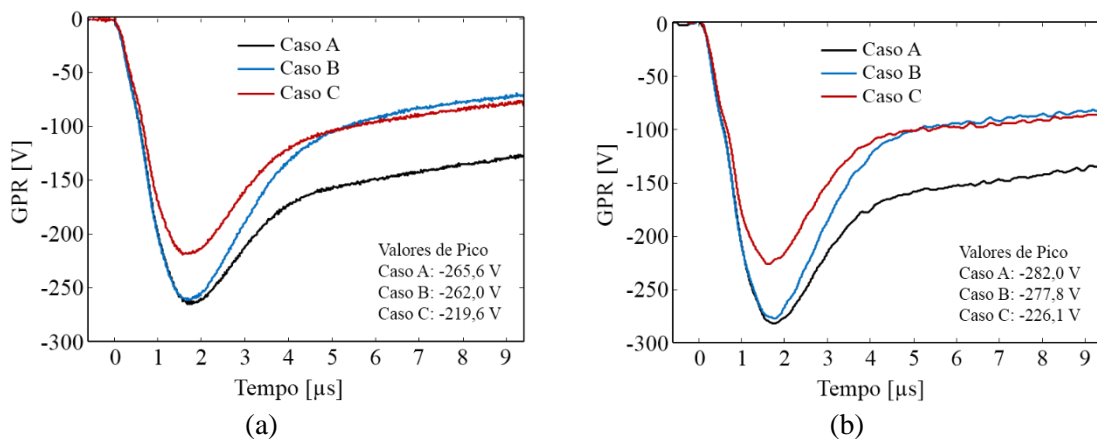 0
-50
-100
-150
-200
-250
-300
GPR [V]
Caso A
Caso B
Caso C
Valores de Pico
Caso A: -265,6 V
Caso B: -262,0 V
Caso C: -219,6 V
0 1 2 3 4 5 6 7 8 9
Tempo [µs]
(a)
0
-50
-100
-150
-200
-250
-300
GPR [V]
Caso A
Caso B
Caso C
Valores de Pico
Caso A: -282,0 V
Caso B: -277,8 V
Caso C: -226,1 V
0 1 2 3 4 5 6 7 8 9
Tempo [µs]
(b)